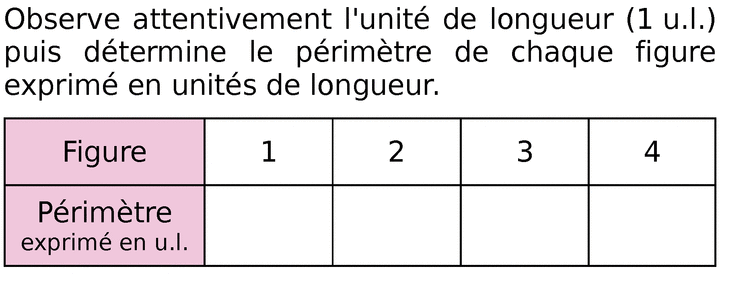 Observe attentivement l'unité de longueur (1 u.l.)
puis détermine le périmètre de chaque figure
exprimé en unités de longueur.
Figure 1 2 3 4
Périmètre
exprimé en u.l.